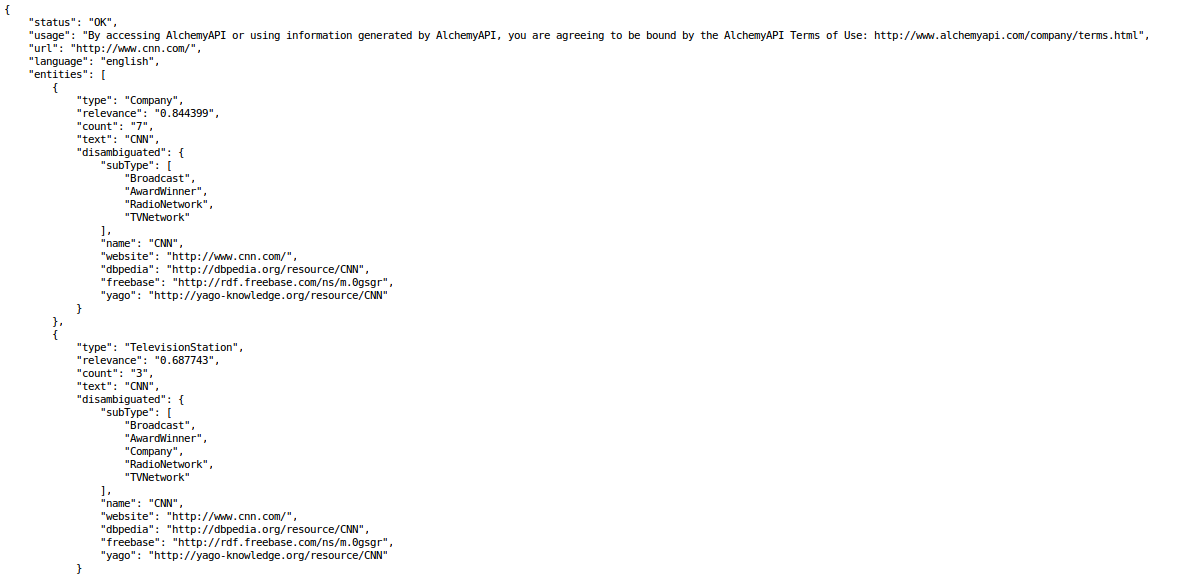 {
    "status": "OK",
    "usage": "By accessing AlchemyAPI or using information generated by AlchemyAPI, you are agreeing to be bound by the AlchemyAPI Terms of Use: http://www.alchemyapi.com/company/terms.html",
    "url": "http://www.cnn.com/",
    "language": "english",
    "entities": [
        {
            "type": "Company",
            "relevance": "0.844399",
            "count": "7",
            "text": "CNN",
            "disambiguated": {
                "subType": [
                    "Broadcast",
                    "AwardWinner",
                    "RadioNetwork",
                    "TVNetwork"
                ],
                "name": "CNN",
                "website": "http://www.cnn.com/",
                "dbpedia": "http://dbpedia.org/resource/CNN",
                "freebase": "http://rdf.freebase.com/ns/m.0gsgr",
                "yago": "http://yago-knowledge.org/resource/CNN"
            }
        },
        {
            "type": "TelevisionStation",
            "relevance": "0.687743",
            "count": "3",
            "text": "CNN",
            "disambiguated": {
                "subType": [
                    "Broadcast",
                    "AwardWinner",
                    "Company",
                    "RadioNetwork",
                    "TVNetwork"
                ],
                "name": "CNN",
                "website": "http://www.cnn.com/",
                "dbpedia": "http://dbpedia.org/resource/CNN",
                "freebase": "http://rdf.freebase.com/ns/m.0gsgr",
                "yago": "http://yago-knowledge.org/resource/CNN"
            }